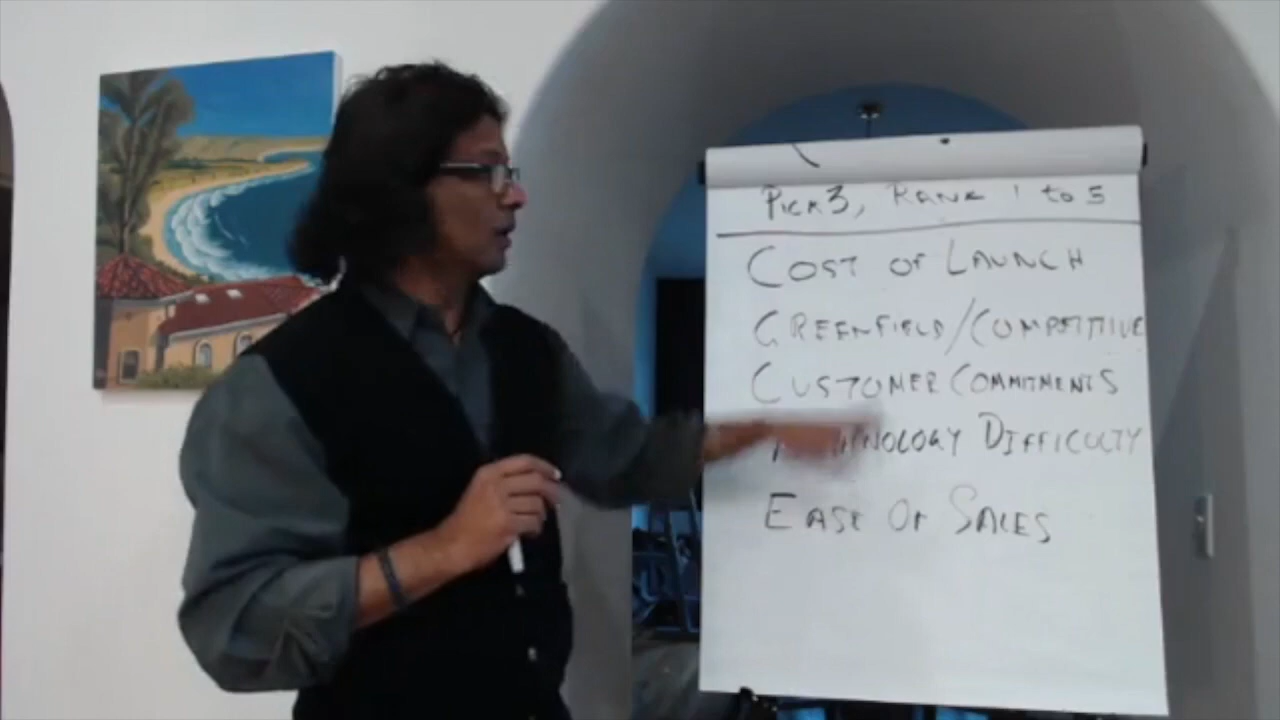 PICK 3, RANK 1 to 5
COST OF LAUNCH
GREENFIELD/COMPETITIVE
CUSTOMER COMMITMENTS
DIFFICULTY
EASE OF SALES